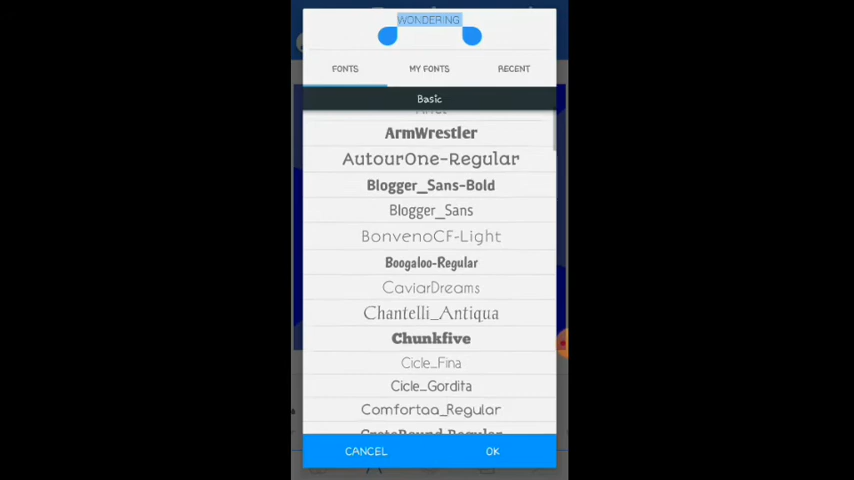 WONDERING
FONTS
MY FONTS
RECENT
Basic
ArmWrestler
AutourOne-Regular
Blogger_Sans-Bold
Blogger_Sans
BonvenoCF-Light
Boogaloo-Regular
CaviarDreams
Chantelli_Antiqua
Chunkfive
Cicle_Fina
Cicle_Gordita
Comfortaa_Regular
CANCEL
OK